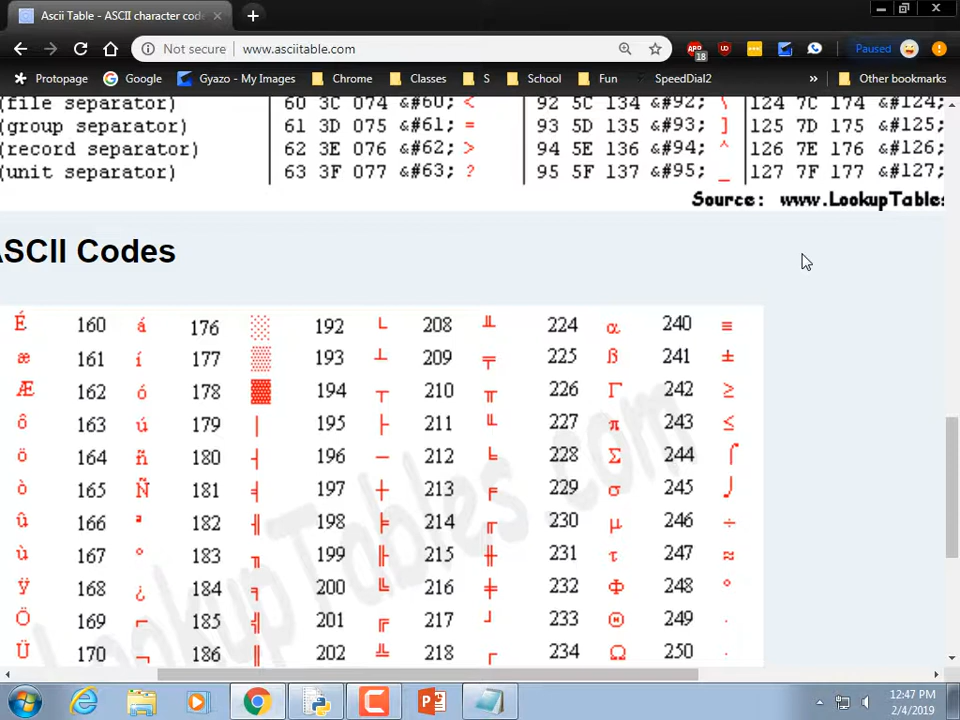 Ascii Table - ASCII character cod
Not secure | www.asciitable.com
18
UD
Paused
Protopage Google Gyazo - My Images Chrome Classes S School Fun SpeedDial2 » Other bookmarks
(file separator) 60 3C 074 &#60; < 92 5C 134 &#92; \ 124 7C 174 &#124;
(group separator) 61 3D 075 &#61; = 93 5D 135 &#93; ] 125 7D 175 &#125;
(record separator) 62 3E 076 &#62; > 94 5E 136 &#94; ^ 126 7E 176 &#126;
(unit separator) 63 3F 077 &#63; ? 95 5F 137 &#95; _ 127 7F 177 &#127;
Source: www.LookupTables
ASCII Codes
É 160 á 176 ░ 192 └ 208 ╨ 224 α 240 ≡
æ 161 í 177 ▒ 193 ┴ 209 ╤ 225 ß 241 ±
Æ 162 ó 178 ▓ 194 ┬ 210 ╥ 226 Γ 242 ≥
ô 163 ú 179 │ 195 ├ 211 ╙ 227 π 243 ≤
ö 164 ñ 180 ┤ 196 ─ 212 ╘ 228 Σ 244 ⌠
ò 165 Ñ 181 ╡ 197 ┼ 213 ╒ 229 σ 245 ⌡
û 166 ª 182 ╢ 198 ╞ 214 ╓ 230 µ 246 ÷
ù 167 º 183 ╖ 199 ╟ 215 ╫ 231 τ 247 ≈
ÿ 168 ¿ 184 ╕ 200 ╚ 216 ╪ 232 Φ 248 °
Ö 169 ⌐ 185 ╣ 201 ╔ 217 ┘ 233 Θ 249 ∙
Ü 170 ¬ 186 ║ 202 ╩ 218 ┌ 234 Ω 250 ·
LookupTables.com
12:47 PM
2/4/2019